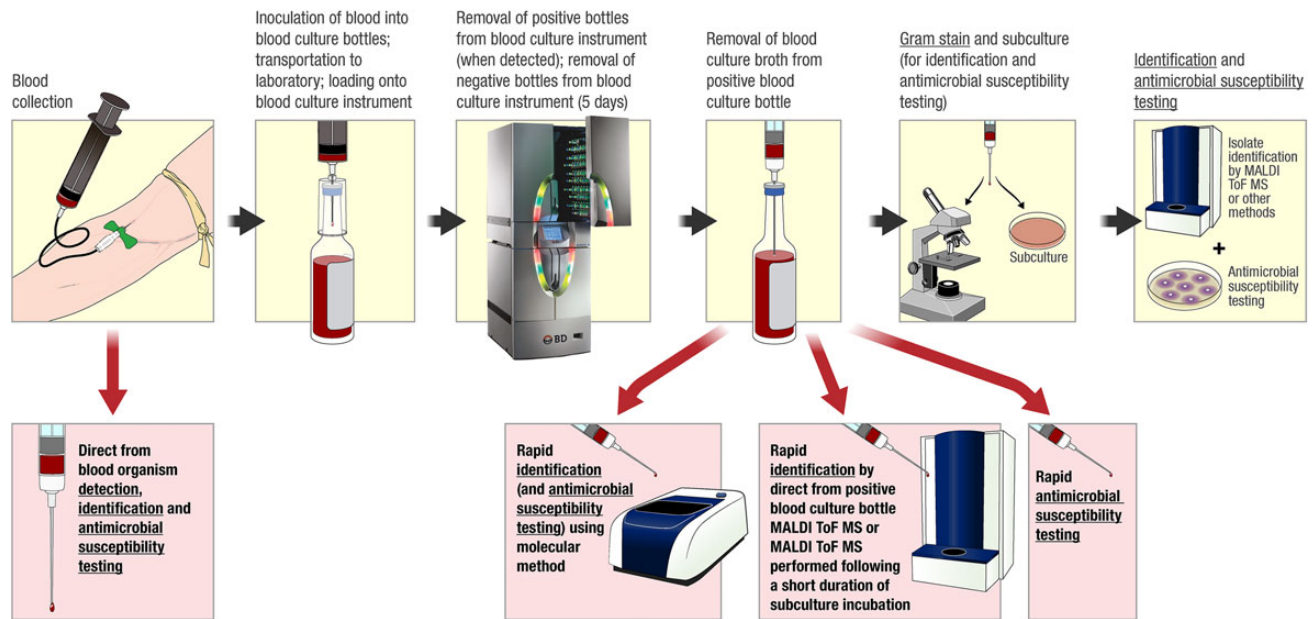 Blood
collection
Inoculation of blood into
blood culture bottles;
transportation to
laboratory; loading onto
blood culture instrument
Removal of positive bottles
from blood culture instrument
(when detected); removal of
negative bottles from blood
culture instrument (5 days)
Removal of blood
culture broth from
positive blood
culture bottle
Gram stain and subculture
(for identification and
antimicrobial susceptibility
testing)
Identification and
antimicrobial susceptibility
testing
BD
Subculture
Isolate
identification
by MALDI
ToF MS
or other
methods
+
Antimicrobial
susceptibility
testing
Direct from
blood organism
detection,
identification and
antimicrobial
susceptibility
testing
Rapid
identification
(and antimicrobial
susceptibility
testing) using
molecular
method
Rapid
identification by
direct from positive
blood culture bottle
MALDI ToF MS or
MALDI ToF MS
performed following
a short duration of
subculture incubation
Rapid
antimicrobial
susceptibility
testing